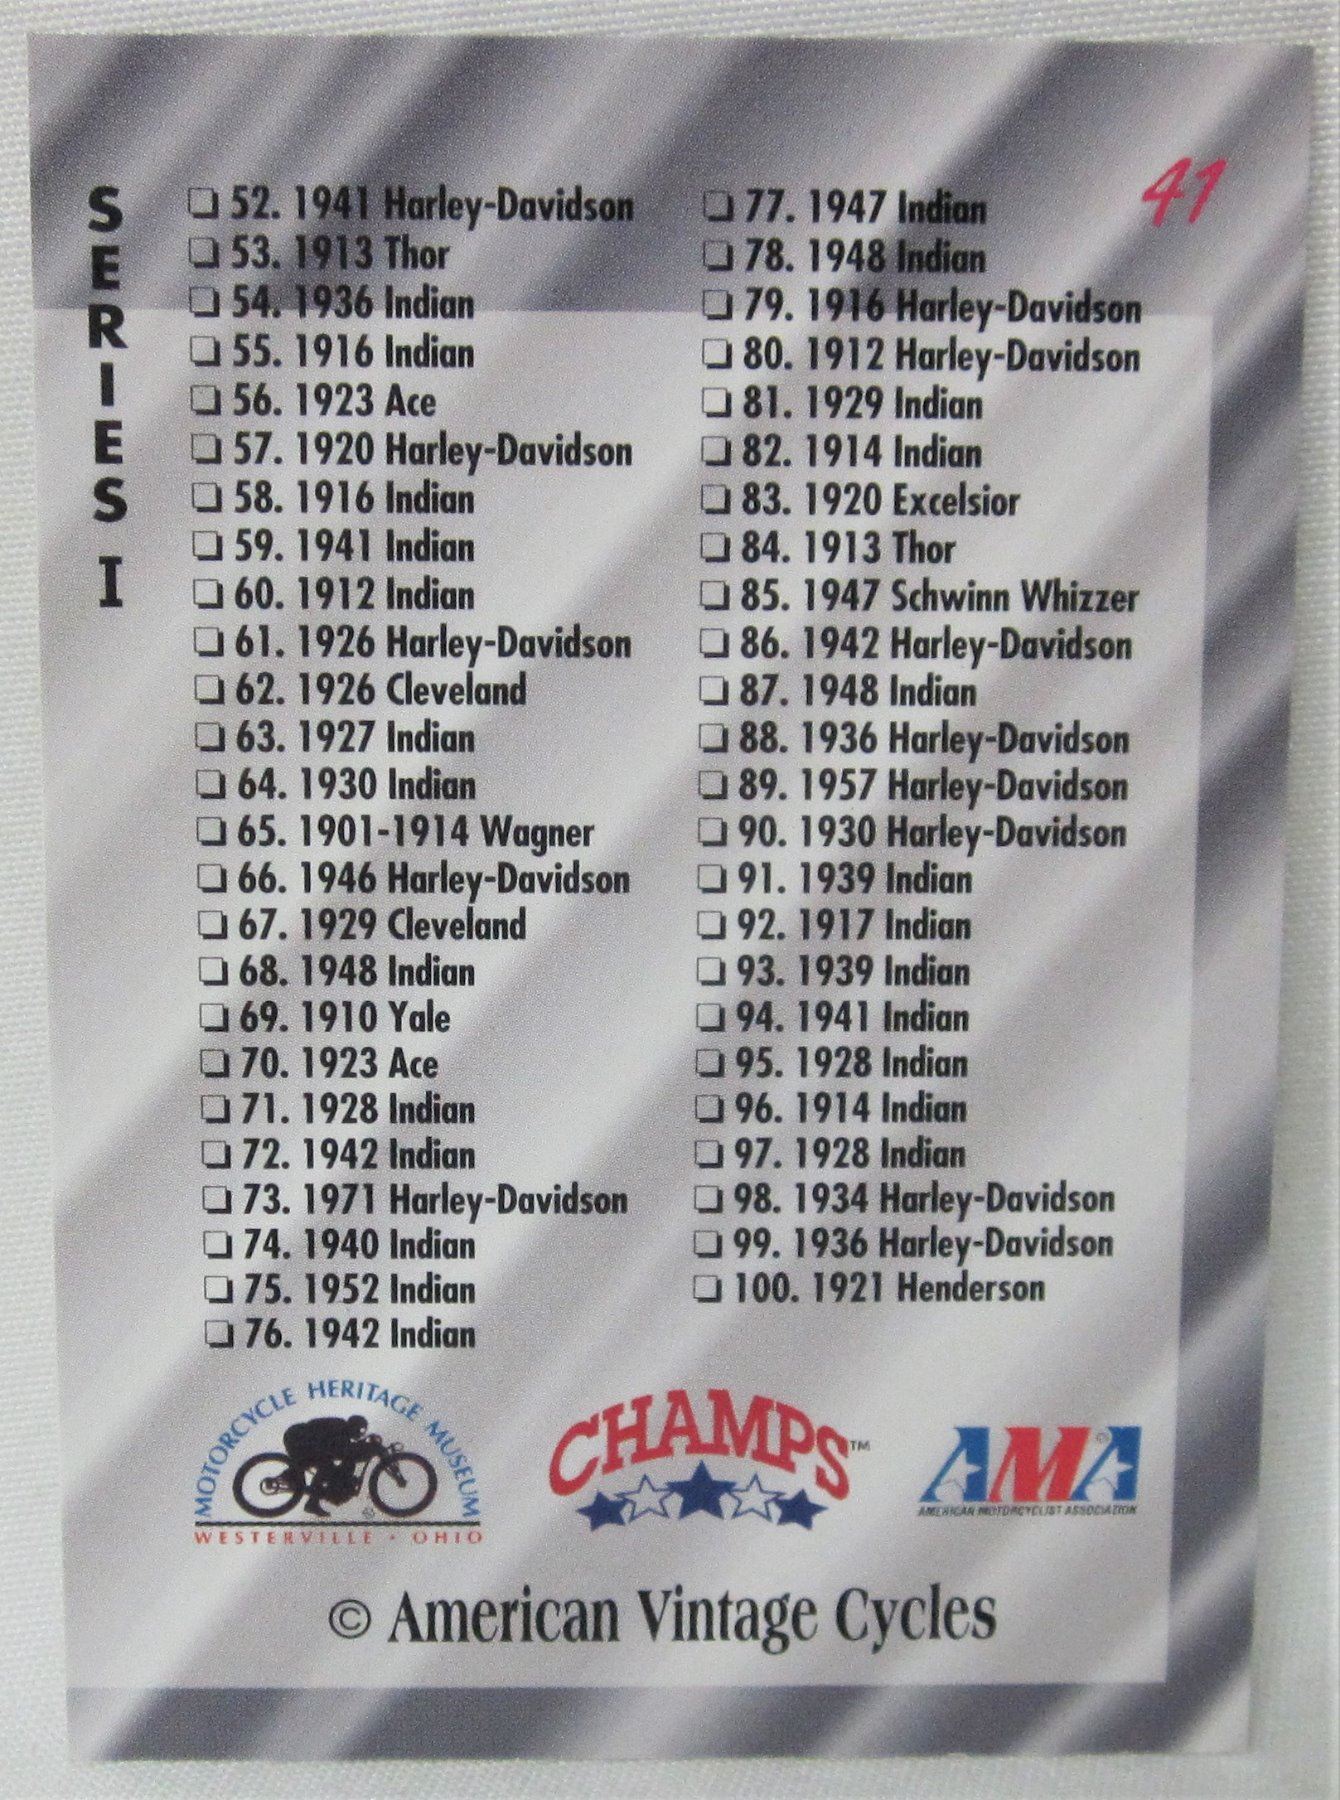 41
SERIES I
52. 1941 Harley-Davidson
53. 1913 Thor
54. 1936 Indian
55. 1916 Indian
56. 1923 Ace
57. 1920 Harley-Davidson
58. 1916 Indian
59. 1941 Indian
60. 1912 Indian
61. 1926 Harley-Davidson
62. 1926 Cleveland
63. 1927 Indian
64. 1930 Indian
65. 1901-1914 Wagner
66. 1946 Harley-Davidson
67. 1929 Cleveland
68. 1948 Indian
69. 1910 Yale
70. 1923 Ace
71. 1928 Indian
72. 1942 Indian
73. 1971 Harley-Davidson
74. 1940 Indian
75. 1952 Indian
76. 1942 Indian
77. 1947 Indian
78. 1948 Indian
79. 1916 Harley-Davidson
80. 1912 Harley-Davidson
81. 1929 Indian
82. 1914 Indian
83. 1920 Excelsior
84. 1913 Thor
85. 1947 Schwinn Whizzer
86. 1942 Harley-Davidson
87. 1948 Indian
88. 1936 Harley-Davidson
89. 1957 Harley-Davidson
90. 1930 Harley-Davidson
91. 1939 Indian
92. 1917 Indian
93. 1939 Indian
94. 1941 Indian
95. 1928 Indian
96. 1914 Indian
97. 1928 Indian
98. 1934 Harley-Davidson
99. 1936 Harley-Davidson
100. 1921 Henderson
MOTORCYCLE HERITAGE MUSEUM
WESTERVILLE · OHIO
CHAMPS™
AMA
AMERICAN MOTORCYCLIST ASSOCIATION
© American Vintage Cycles